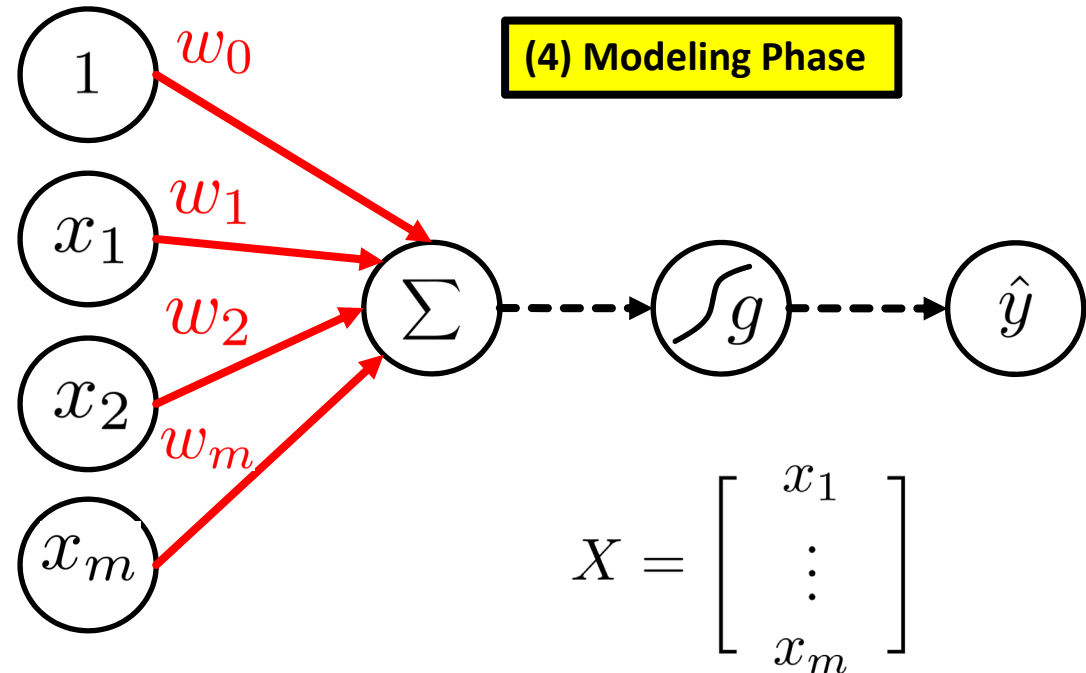 (4) Modeling Phase
1
w₀
x₁
w₁
x₂
w₂
xₘ
wₘ
Σ
g
ŷ
X = [ x₁
⋮
xₘ ]